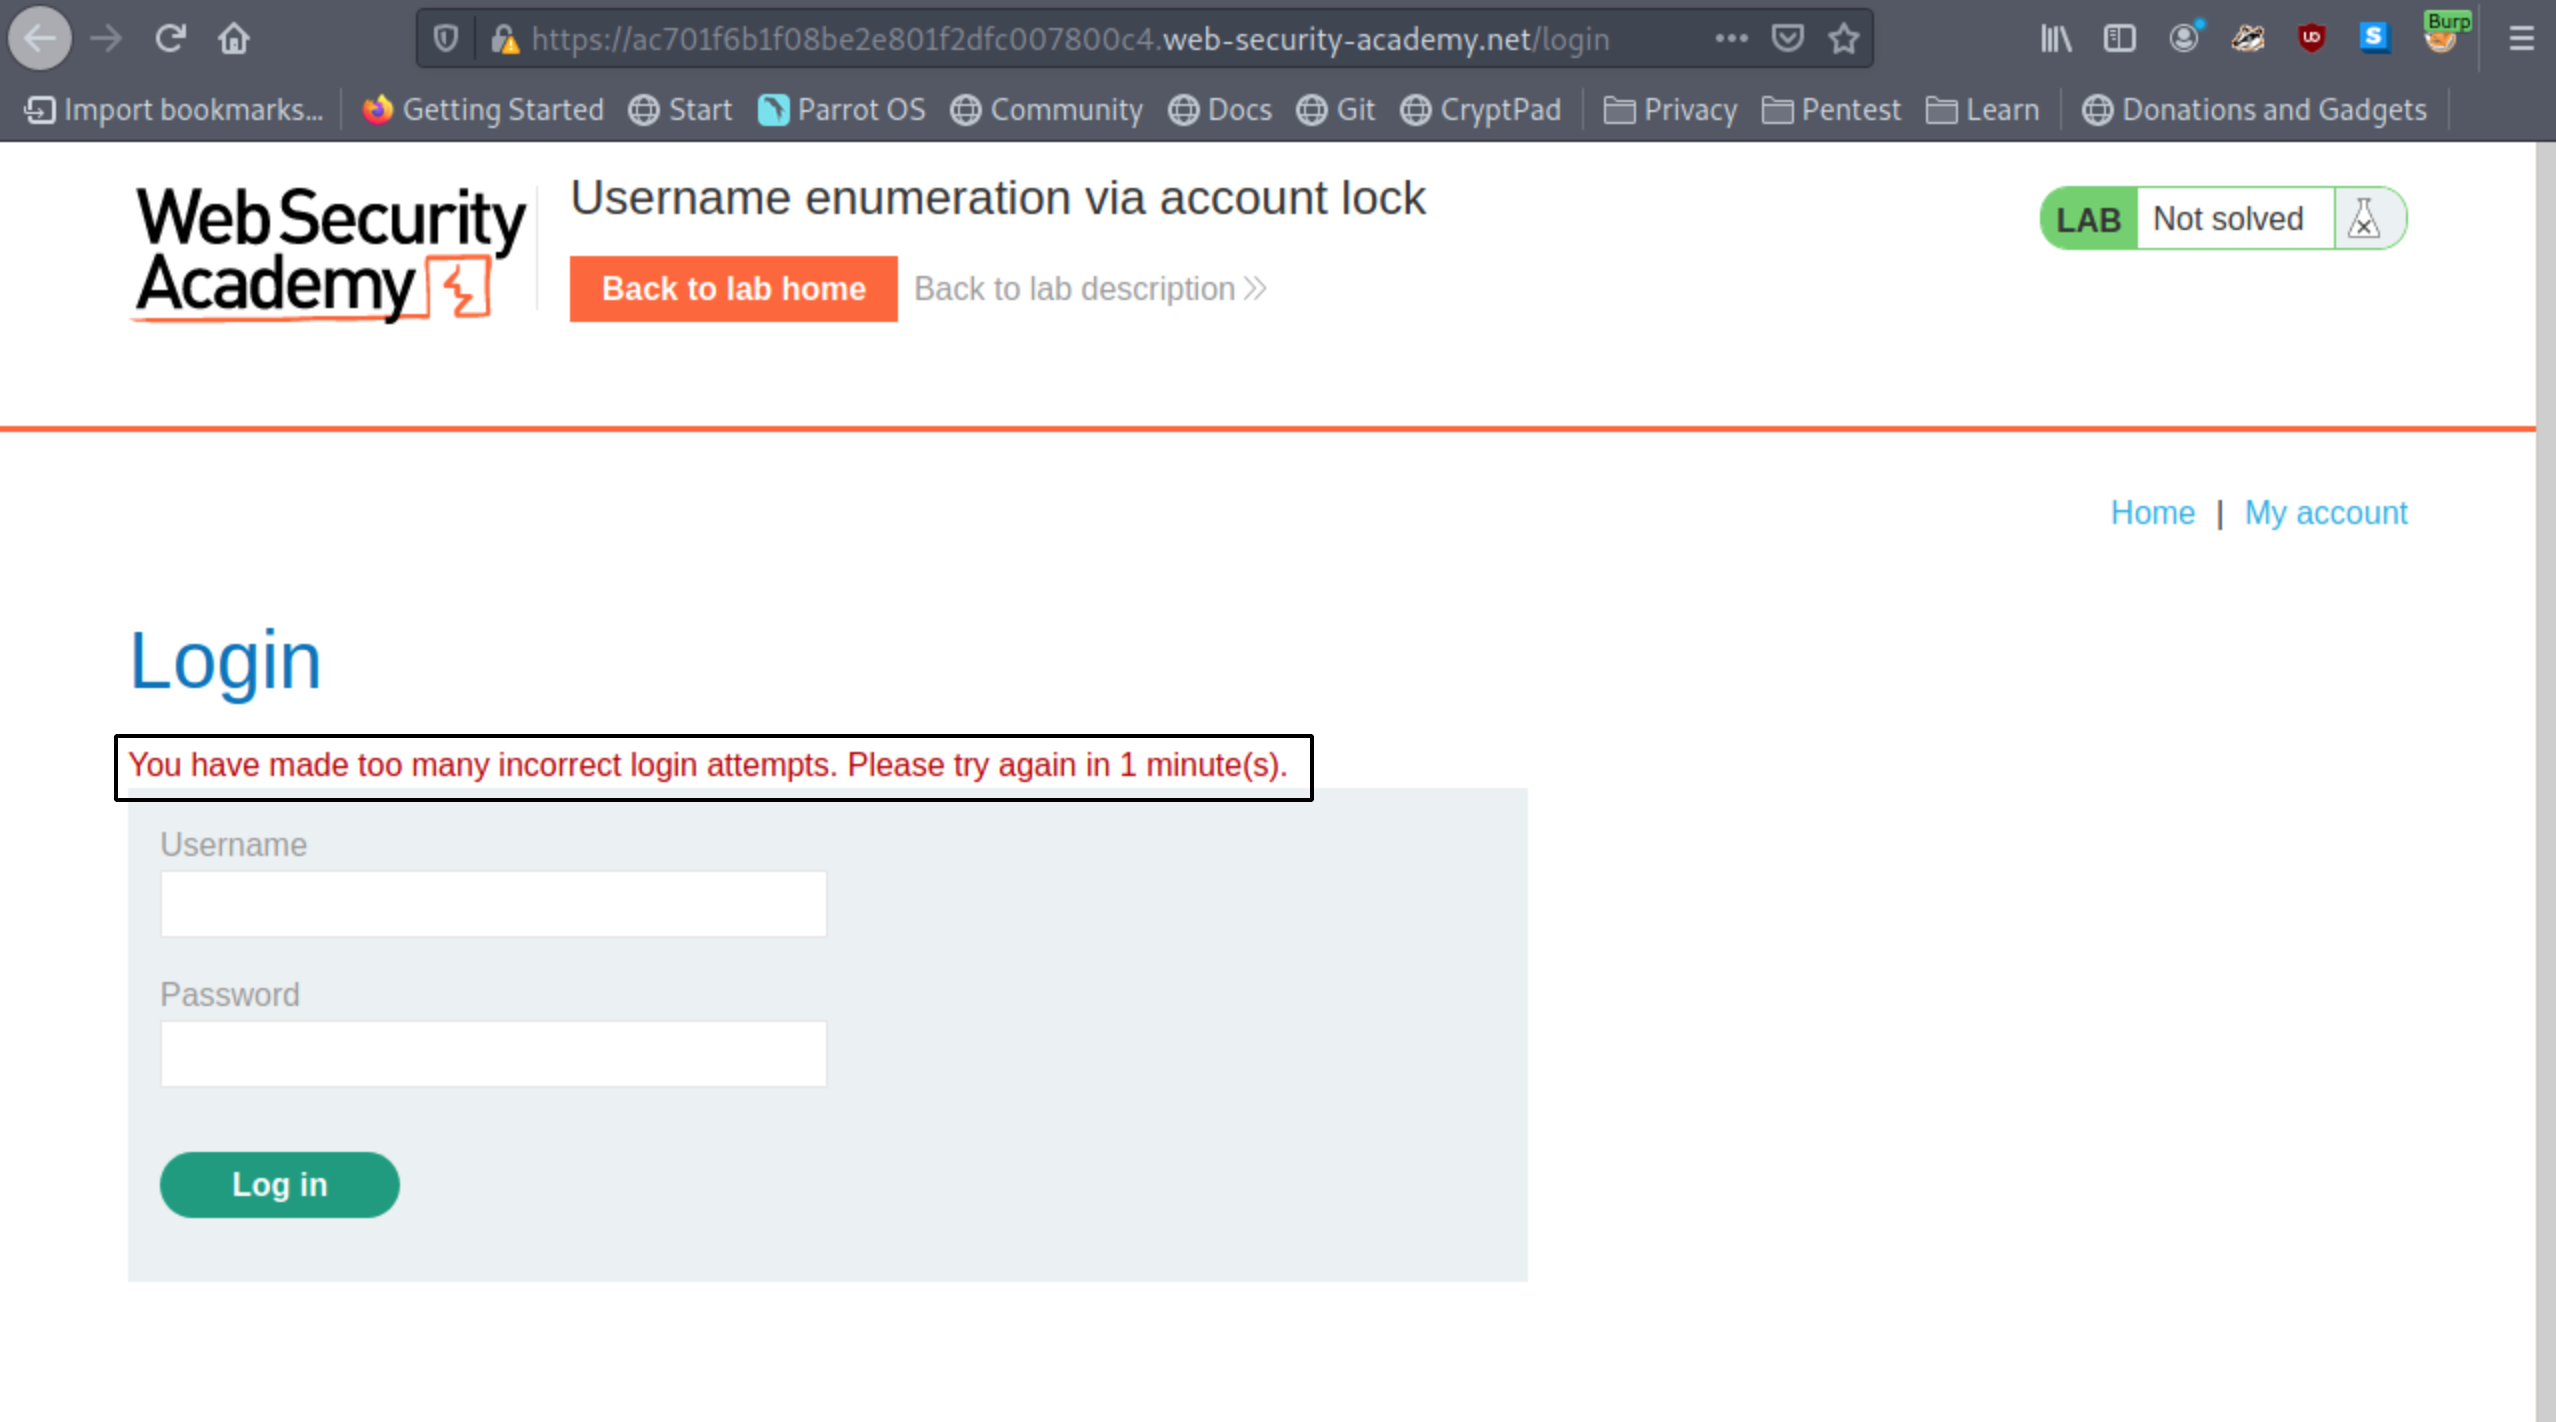 https://ac701f6b1f08be2e801f2dfc007800c4.web-security-academy.net/login
Burp
Import bookmarks... Getting Started Start Parrot OS Community Docs Git CryptPad Privacy Pentest Learn Donations and Gadgets
Web Security
Academy
Username enumeration via account lock
LAB Not solved
Back to lab home Back to lab description
Home | My account
Login
You have made too many incorrect login attempts. Please try again in 1 minute(s).
Username
Password
Log in